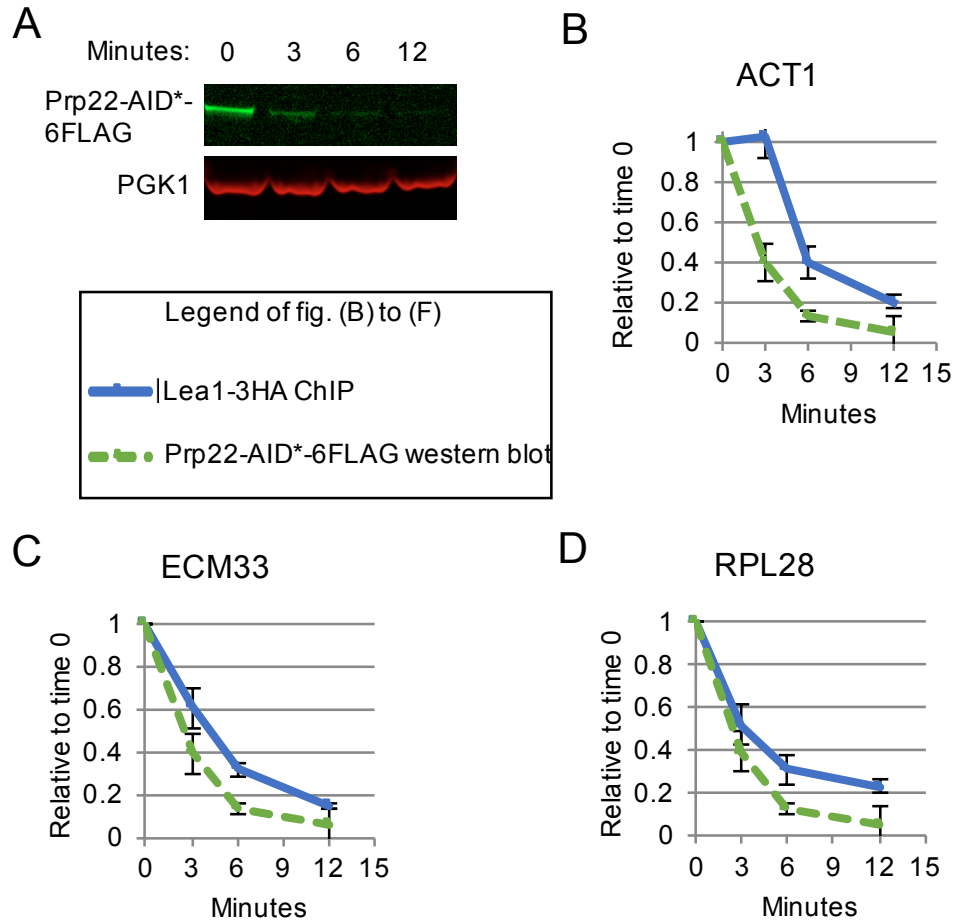 A
Minutes: 0 3 6 12
Prp22-AID*-
6FLAG
PGK1
Legend of fig. (B) to (F)
Lea1-3HA ChIP
Prp22-AID*-6FLAG western blot
B
ACT1
Relative to time 0
1
0.8
0.6
0.4
0.2
0
0 3 6 9 12 15
Minutes
C
ECM33
Relative to time 0
1
0.8
0.6
0.4
0.2
0
0 3 6 9 12 15
Minutes
D
RPL28
Relative to time 0
1
0.8
0.6
0.4
0.2
0
0 3 6 9 12 15
Minutes